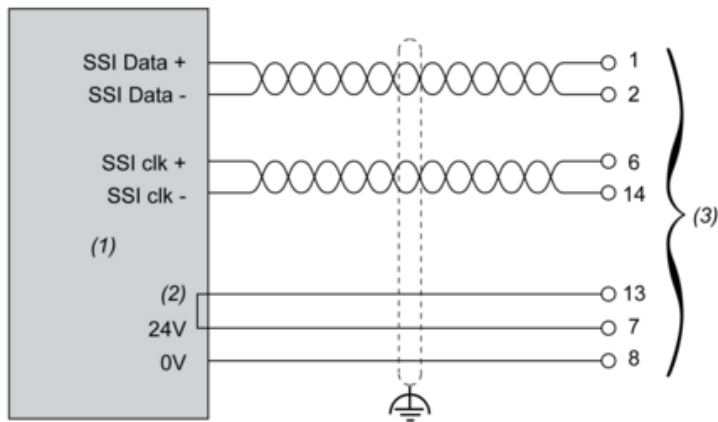 SSI Data + 1
SSI Data - 2
SSI clk + 6
SSI clk - 14
(1) (3)
(2) 13
24V 7
0V 8